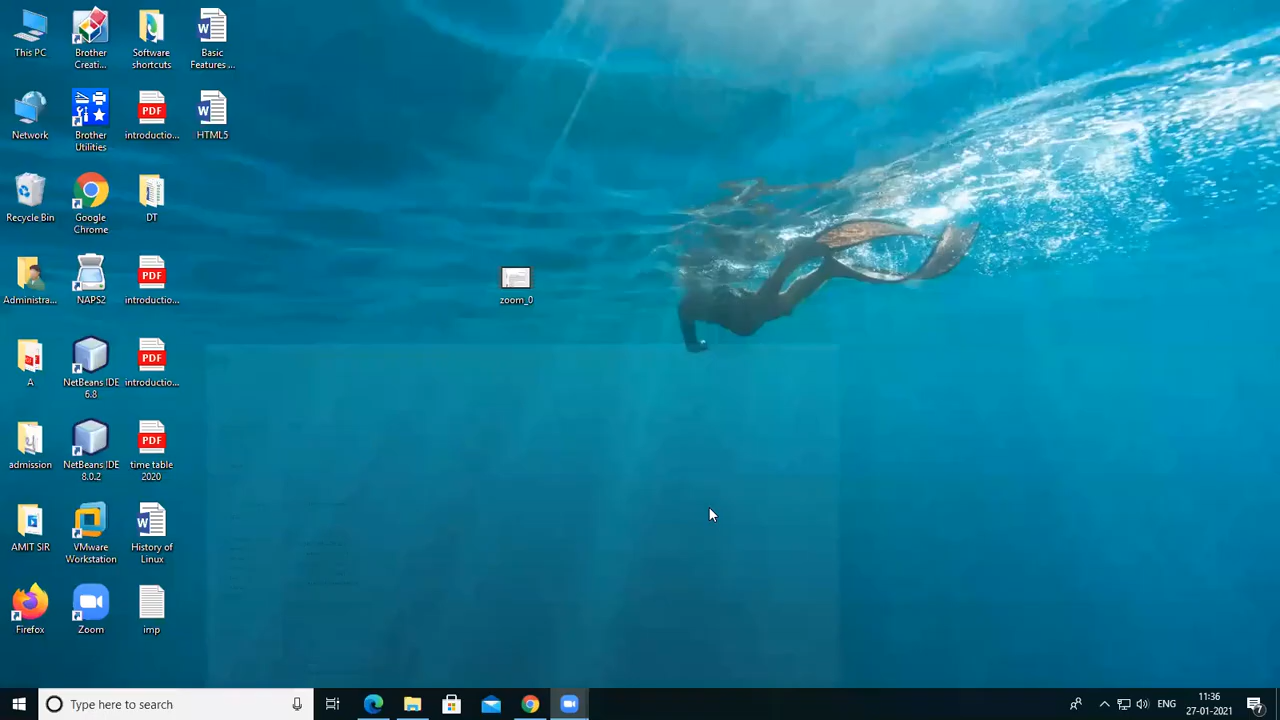 This PC
Brother
Creati...
Software
shortcuts
Basic
Features ...
Network
Brother
Utilities
PDF
introductio...
HTML5
Recycle Bin
Google
Chrome
DT
Administra...
NAPS2
PDF
introductio...
zoom_0
A
NetBeans IDE
6.8
PDF
introductio...
admission
NetBeans IDE
8.0.2
PDF
time table
2020
AMIT SIR
VMware
Workstation
History of
Linux
Firefox
Zoom
imp
Type here to search
ENG
11:36
27-01-2021